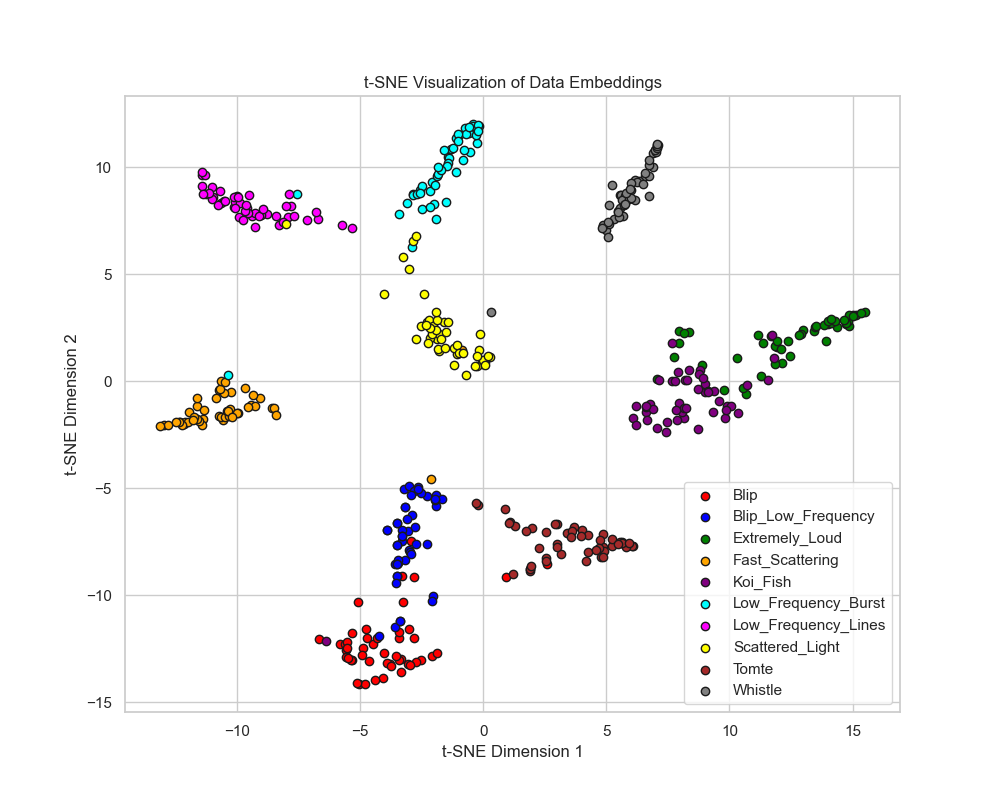 t-SNE Visualization of Data Embeddings
10
5
0
−5
−10
−15
t-SNE Dimension 2
−10
−5
0
5
10
15
t-SNE Dimension 1
Blip
Blip_Low_Frequency
Extremely_Loud
Fast_Scattering
Koi_Fish
Low_Frequency_Burst
Low_Frequency_Lines
Scattered_Light
Tomte
Whistle